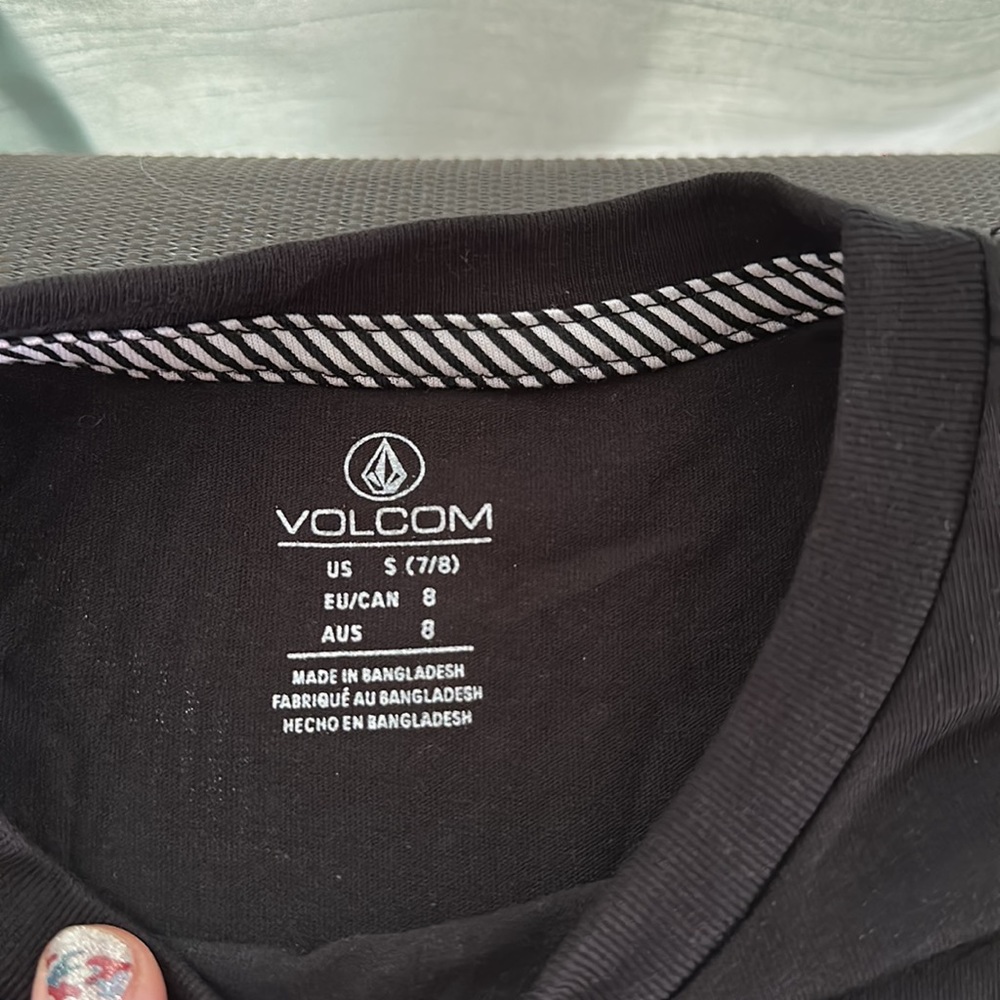 VOLCOM
US S (7/8)
EU/CAN 8
AUS 8
MADE IN BANGLADESH
FABRIQUÉ AU BANGLADESH
HECHO EN BANGLADESH